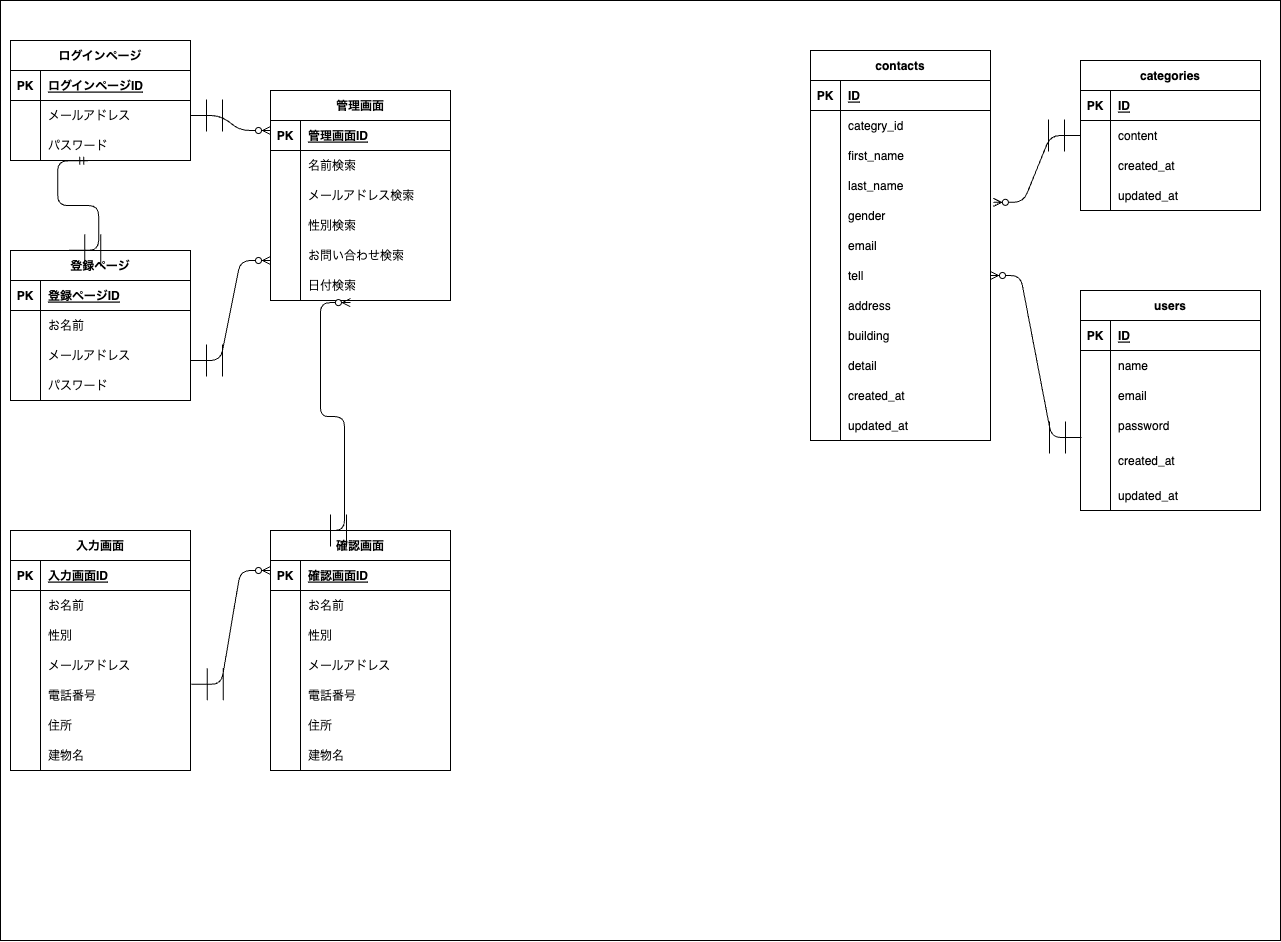 ログインページ
PK ログインページID
メールアドレス
パスワード
管理画面
PK 管理画面ID
名前検索
メールアドレス検索
性別検索
お問い合わせ検索
日付検索
登録ページ
PK 登録ページID
お名前
メールアドレス
パスワード
入力画面
PK 入力画面ID
お名前
性別
メールアドレス
電話番号
住所
建物名
確認画面
PK 確認画面ID
お名前
性別
メールアドレス
電話番号
住所
建物名
contacts
PK ID
categry_id
first_name
last_name
gender
email
tell
address
building
detail
created_at
updated_at
categories
PK ID
content
created_at
updated_at
users
PK ID
name
email
password
created_at
updated_at